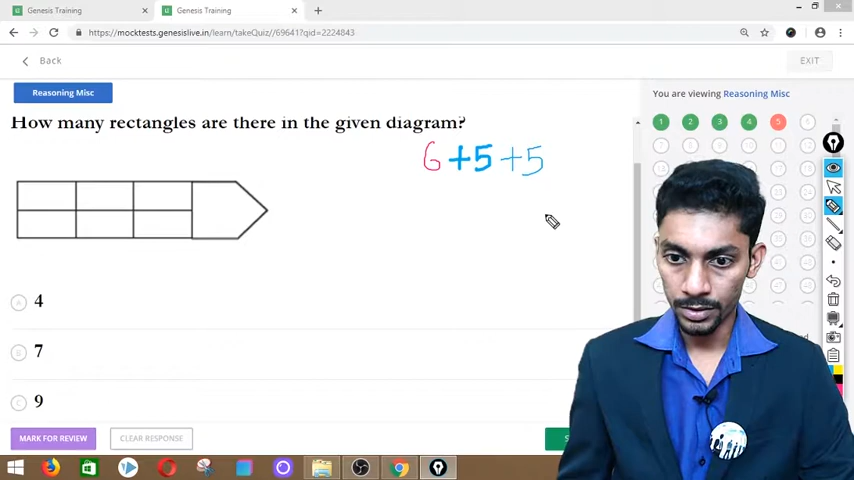 Genesis Training
Genesis Training
https://mocktests.genesislive.in/learn/takeQuiz//69641?qid=2224843
Back
EXIT
Reasoning Misc
You are viewing Reasoning Misc
How many rectangles are there in the given diagram?
1 2 3 4 5
6 +5 +5
A 4
B 7
C 9
MARK FOR REVIEW
CLEAR RESPONSE